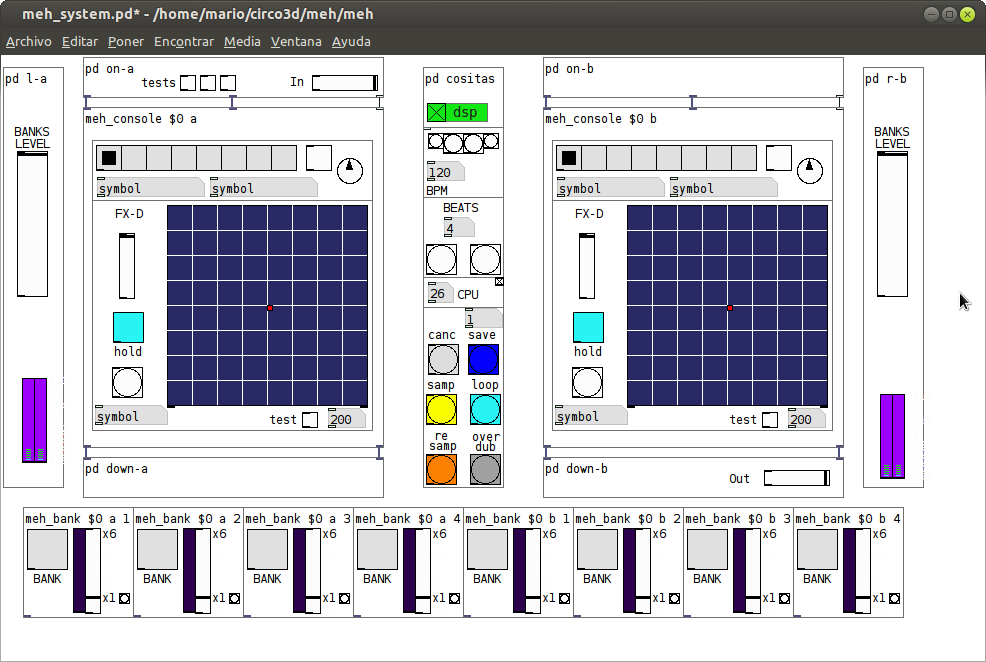 meh_system.pd* - /home/mario/circo3d/meh/meh
Archivo Editar Poner Encontrar Media Ventana Ayuda
pd l-a
BANKS
LEVEL
pd on-a
tests
In
meh_console $0 a
symbol symbol
FX-D
hold
symbol
test 200
pd down-a
pd cositas
dsp
120
BPM
BEATS
4
26 CPU
1
canc save
samp loop
re over
samp dub
pd on-b
meh_console $0 b
symbol symbol
FX-D
hold
symbol
test 200
pd down-b
Out
pd r-b
BANKS
LEVEL
meh_bank $0 a 1 meh_bank $0 a 2 meh_bank $0 a 3 meh_bank $0 a 4 meh_bank $0 b 1 meh_bank $0 b 2 meh_bank $0 b 3 meh_bank $0 b 4
x6 x6 x6 x6 x6 x6 x6 x6
BANK BANK BANK BANK BANK BANK BANK BANK
x1 x1 x1 x1 x1 x1 x1 x1